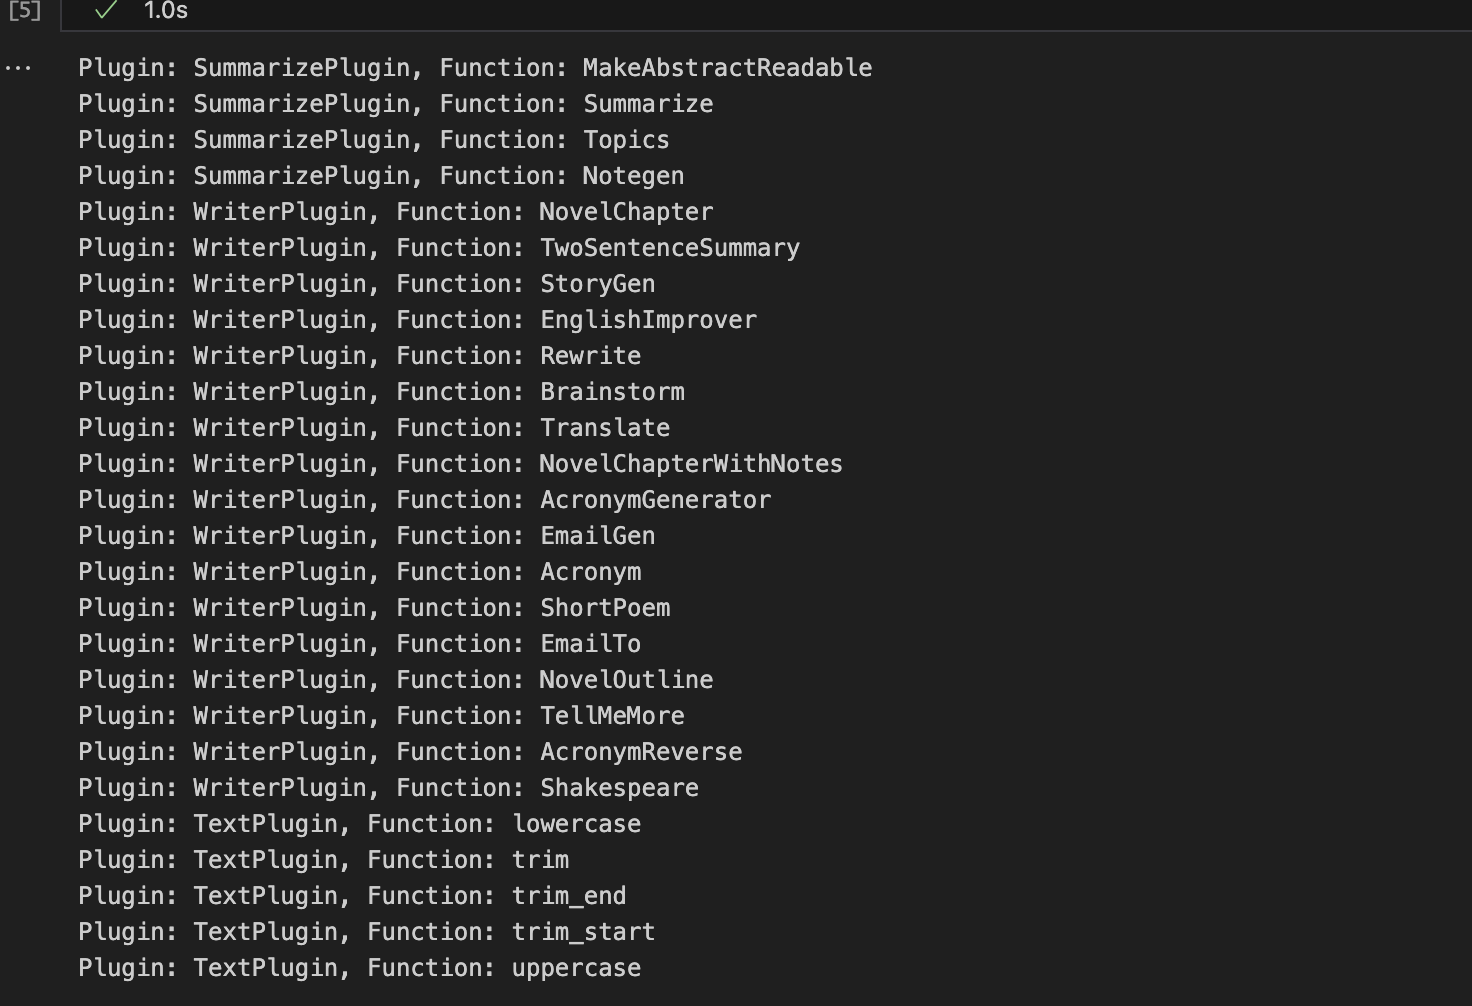 [5]
✓ 1.0s
... Plugin: SummarizePlugin, Function: MakeAbstractReadable
Plugin: SummarizePlugin, Function: Summarize
Plugin: SummarizePlugin, Function: Topics
Plugin: SummarizePlugin, Function: Notegen
Plugin: WriterPlugin, Function: NovelChapter
Plugin: WriterPlugin, Function: TwoSentenceSummary
Plugin: WriterPlugin, Function: StoryGen
Plugin: WriterPlugin, Function: EnglishImprover
Plugin: WriterPlugin, Function: Rewrite
Plugin: WriterPlugin, Function: Brainstorm
Plugin: WriterPlugin, Function: Translate
Plugin: WriterPlugin, Function: NovelChapterWithNotes
Plugin: WriterPlugin, Function: AcronymGenerator
Plugin: WriterPlugin, Function: EmailGen
Plugin: WriterPlugin, Function: Acronym
Plugin: WriterPlugin, Function: ShortPoem
Plugin: WriterPlugin, Function: EmailTo
Plugin: WriterPlugin, Function: NovelOutline
Plugin: WriterPlugin, Function: TellMeMore
Plugin: WriterPlugin, Function: AcronymReverse
Plugin: WriterPlugin, Function: Shakespeare
Plugin: TextPlugin, Function: lowercase
Plugin: TextPlugin, Function: trim
Plugin: TextPlugin, Function: trim_end
Plugin: TextPlugin, Function: trim_start
Plugin: TextPlugin, Function: uppercase